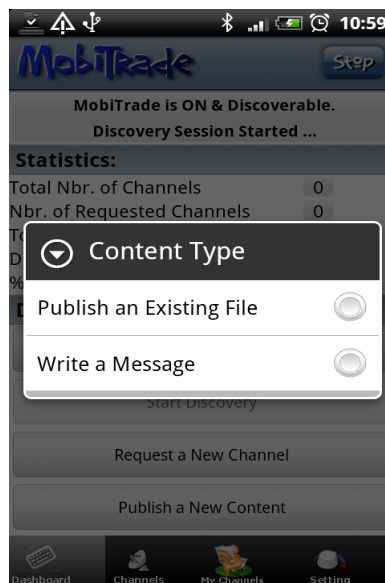 10:59
MobiTrade
Stop
MobiTrade is ON & Discoverable.
Discovery Session Started ...
Statistics:
Total Nbr. of Channels 0
Nbr. of Requested Channels 0
Content Type
Publish an Existing File
Write a Message
Start Discovery
Request a New Channel
Publish a New Content
Dashboard Channels My Channels Setting